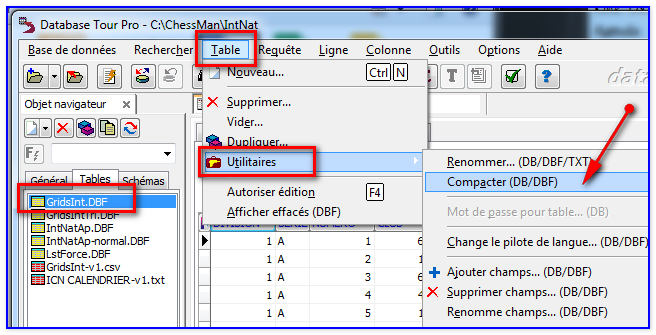 Database Tour Pro - C:\ChessMan\IntNat
Base de données Rechercher Table Requête Ligne Colonne Outils Options Aide
Objet navigateur
Général Tables Schémas
GridsInt.DBF
GridsIntTri.DBF
IntNatAp.DBF
IntNatAp-normal.DBF
LstForce.DBF
GridsInt-v1.csv
ICN CALENDRIER-v1.txt
Nouveau... Ctrl N
Supprimer...
Vider...
Dupliquer...
Utilitaires
Autoriser édition F4
Afficher effacés (DBF)
Renommer... (DB/DBF/TXT)
Compacter (DB/DBF)
Mot de passe pour table... (DB)
Change le pilote de langue... (DB/DBF)
Ajouter champs... (DB/DBF)
Supprimer champs... (DB/DBF)
Renomme champs... (DB/DBF)
data
DIVISION SERIE NUMERO CLUB
1 A 1 6
1 A 2 1
1 A 3 6
1 A 4 4
1 A 5 1